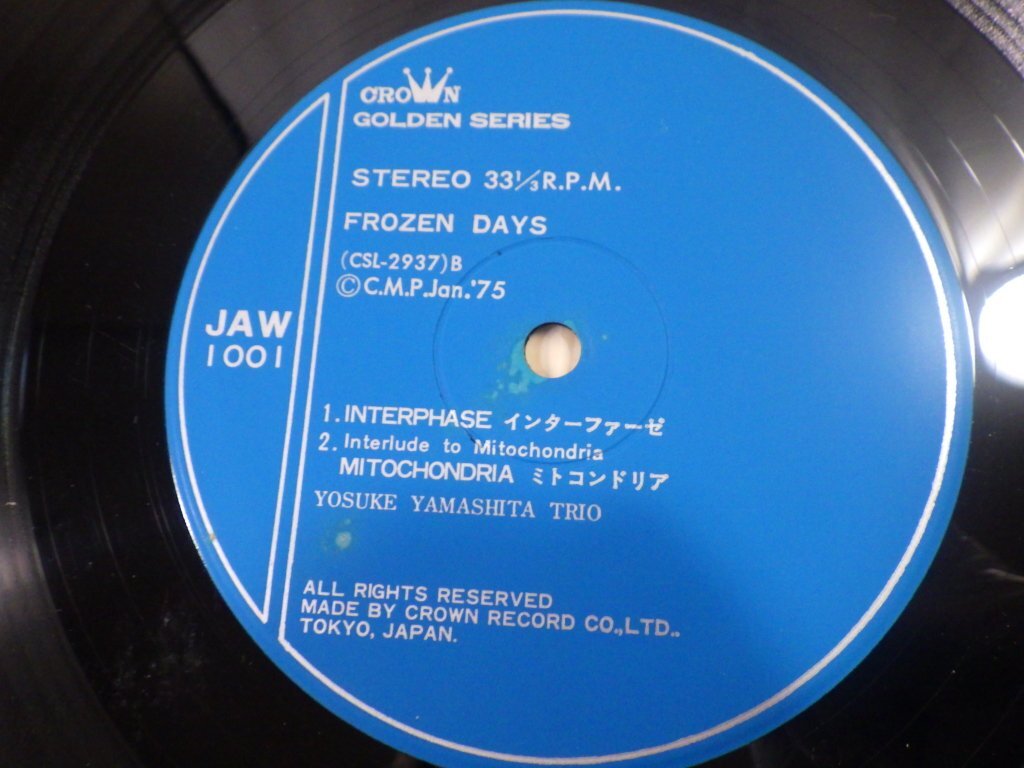 CROWN
GOLDEN SERIES
STEREO 33⅓ R.P.M.
FROZEN DAYS
(CSL-2937)B
©C.M.P.Jan.'75
JAW
1001
1. INTERPHASE インターファーゼ
2. Interlude to Mitochondria
MITOCHONDRIA ミトコンドリア
YOSUKE YAMASHITA TRIO
ALL RIGHTS RESERVED
MADE BY CROWN RECORD CO.,LTD..
TOKYO, JAPAN.